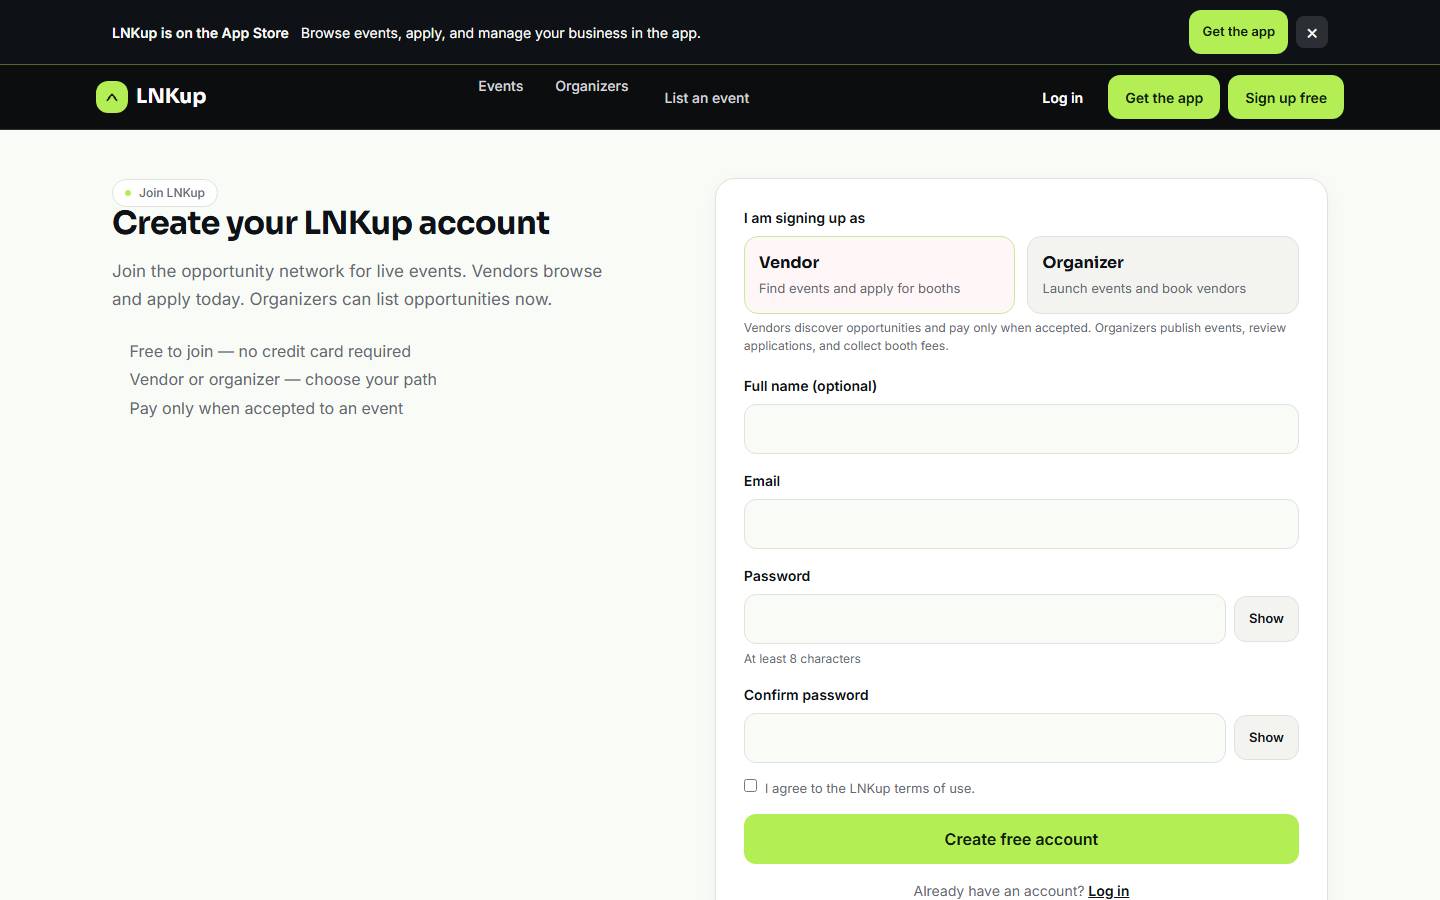 LNKup is on the App Store Browse events, apply, and manage your business in the app.
Get the app
×
LNKup
Events
Organizers
List an event
Log in
Get the app
Sign up free
Join LNKup
Create your LNKup account
Join the opportunity network for live events. Vendors browse
and apply today. Organizers can list opportunities now.
Free to join — no credit card required
Vendor or organizer — choose your path
Pay only when accepted to an event
I am signing up as
Vendor
Find events and apply for booths
Organizer
Launch events and book vendors
Vendors discover opportunities and pay only when accepted. Organizers publish events, review
applications, and collect booth fees.
Full name (optional)
Email
Password
Show
At least 8 characters
Confirm password
Show
I agree to the LNKup terms of use.
Create free account
Already have an account? Log in